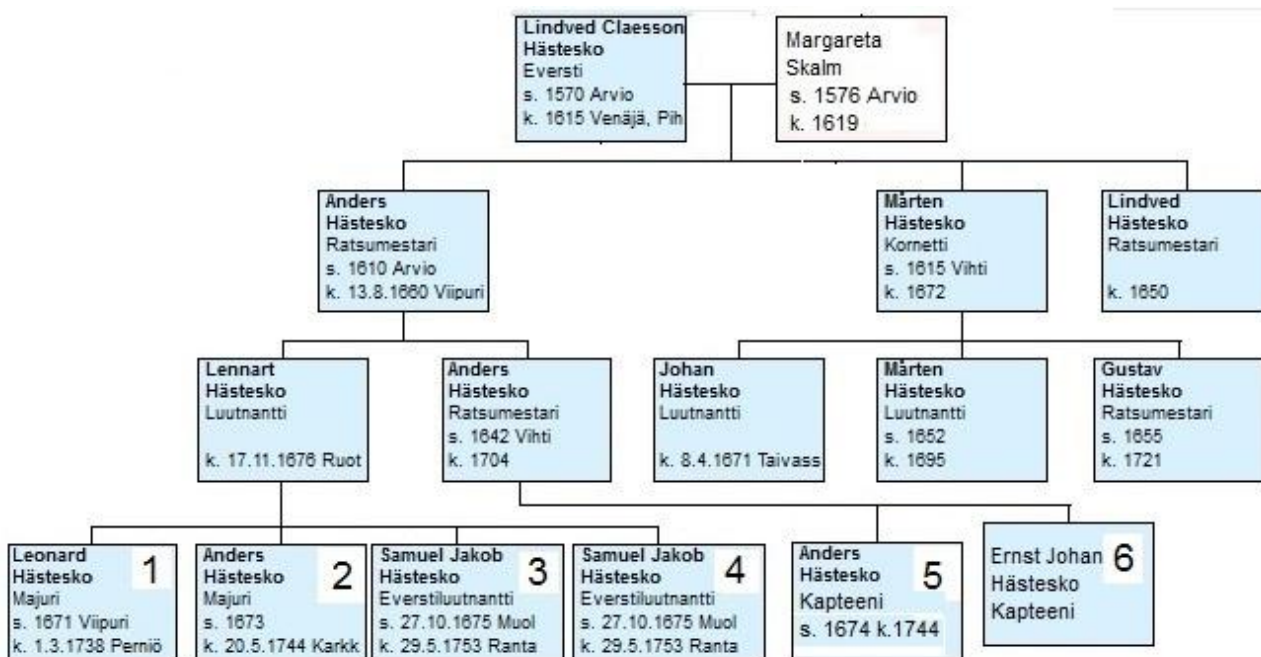 Lindved Claesson
Hästesko
Eversti
s. 1570 Arvio
k. 1615 Venäjä, Pih
Margareta
Skalm
s. 1576 Arvio
k. 1619
Anders
Hästesko
Ratsumestari
s. 1610 Arvio
k. 13.8.1660 Viipuri
Mårten
Hästesko
Kornetti
s. 1615 Vihti
k. 1672
Lindved
Hästesko
Ratsumestari
k. 1650
Lennart
Hästesko
Luutnantti
k. 17.11.1676 Ruot
Anders
Hästesko
Ratsumestari
s. 1642 Vihti
k. 1704
Johan
Hästesko
Luutnantti
k. 8.4.1671 Taivass
Mårten
Hästesko
Luutnantti
s. 1652
k. 1695
Gustav
Hästesko
Ratsumestari
s. 1655
k. 1721
Leonard 1
Hästesko
Majuri
s. 1671 Viipuri
k. 1.3.1738 Perniö
Anders 2
Hästesko
Majuri
s. 1673
k. 20.5.1744 Karkk
Samuel Jakob 3
Hästesko
Everstiluutnantti
s. 27.10.1675 Muol
k. 29.5.1753 Ranta
Samuel Jakob 4
Hästesko
Everstiluutnantti
s. 27.10.1675 Muol
k. 29.5.1753 Ranta
Anders 5
Hästesko
Kapteeni
s. 1674 k.1744
Ernst Johan 6
Hästesko
Kapteeni